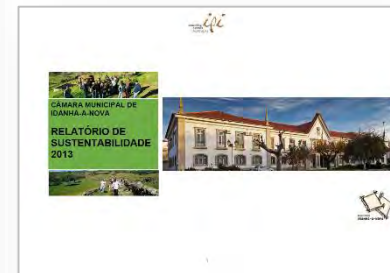 CÂMARA MUNICIPAL DE
IDANHA-A-NOVA
RELATÓRIO DE
SUSTENTABILIDADE
2013